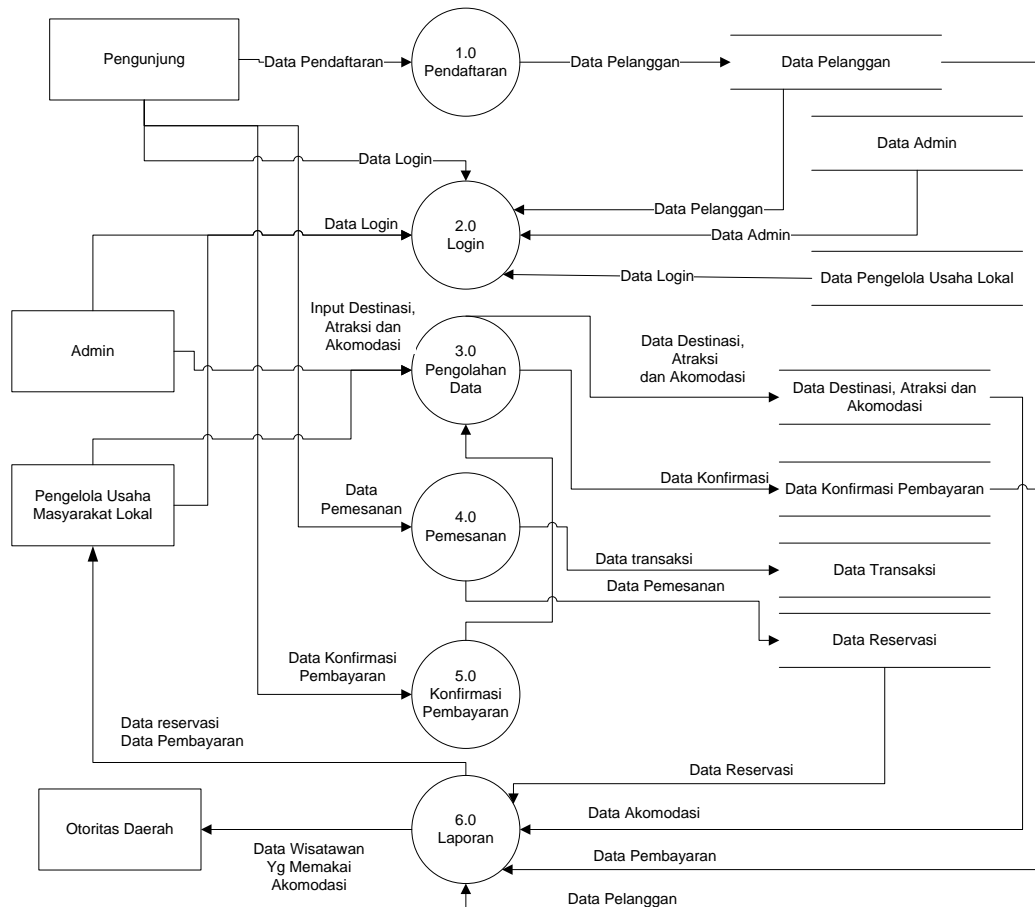 Pengunjung
Data Pendaftaran
1.0
Pendaftaran
Data Pelanggan
Data Pelanggan
Data Admin
Data Login
Data Pelanggan
Data Login
2.0
Login
Data Admin
Data Login
Data Pengelola Usaha Lokal
Input Destinasi,
Atraksi dan
Akomodasi
Admin
3.0
Pengolahan
Data
Data Destinasi,
Atraksi
dan Akomodasi
Data Destinasi, Atraksi dan
Akomodasi
Pengelola Usaha
Masyarakat Lokal
Data Konfirmasi
Data Konfirmasi Pembayaran
Data
Pemesanan
4.0
Pemesanan
Data transaksi
Data Transaksi
Data Pemesanan
Data Reservasi
Data Konfirmasi
Pembayaran
5.0
Konfirmasi
Pembayaran
Data reservasi
Data Pembayaran
Data Reservasi
Otoritas Daerah
6.0
Laporan
Data Akomodasi
Data Wisatawan
Yg Memakai
Akomodasi
Data Pembayaran
Data Pelanggan